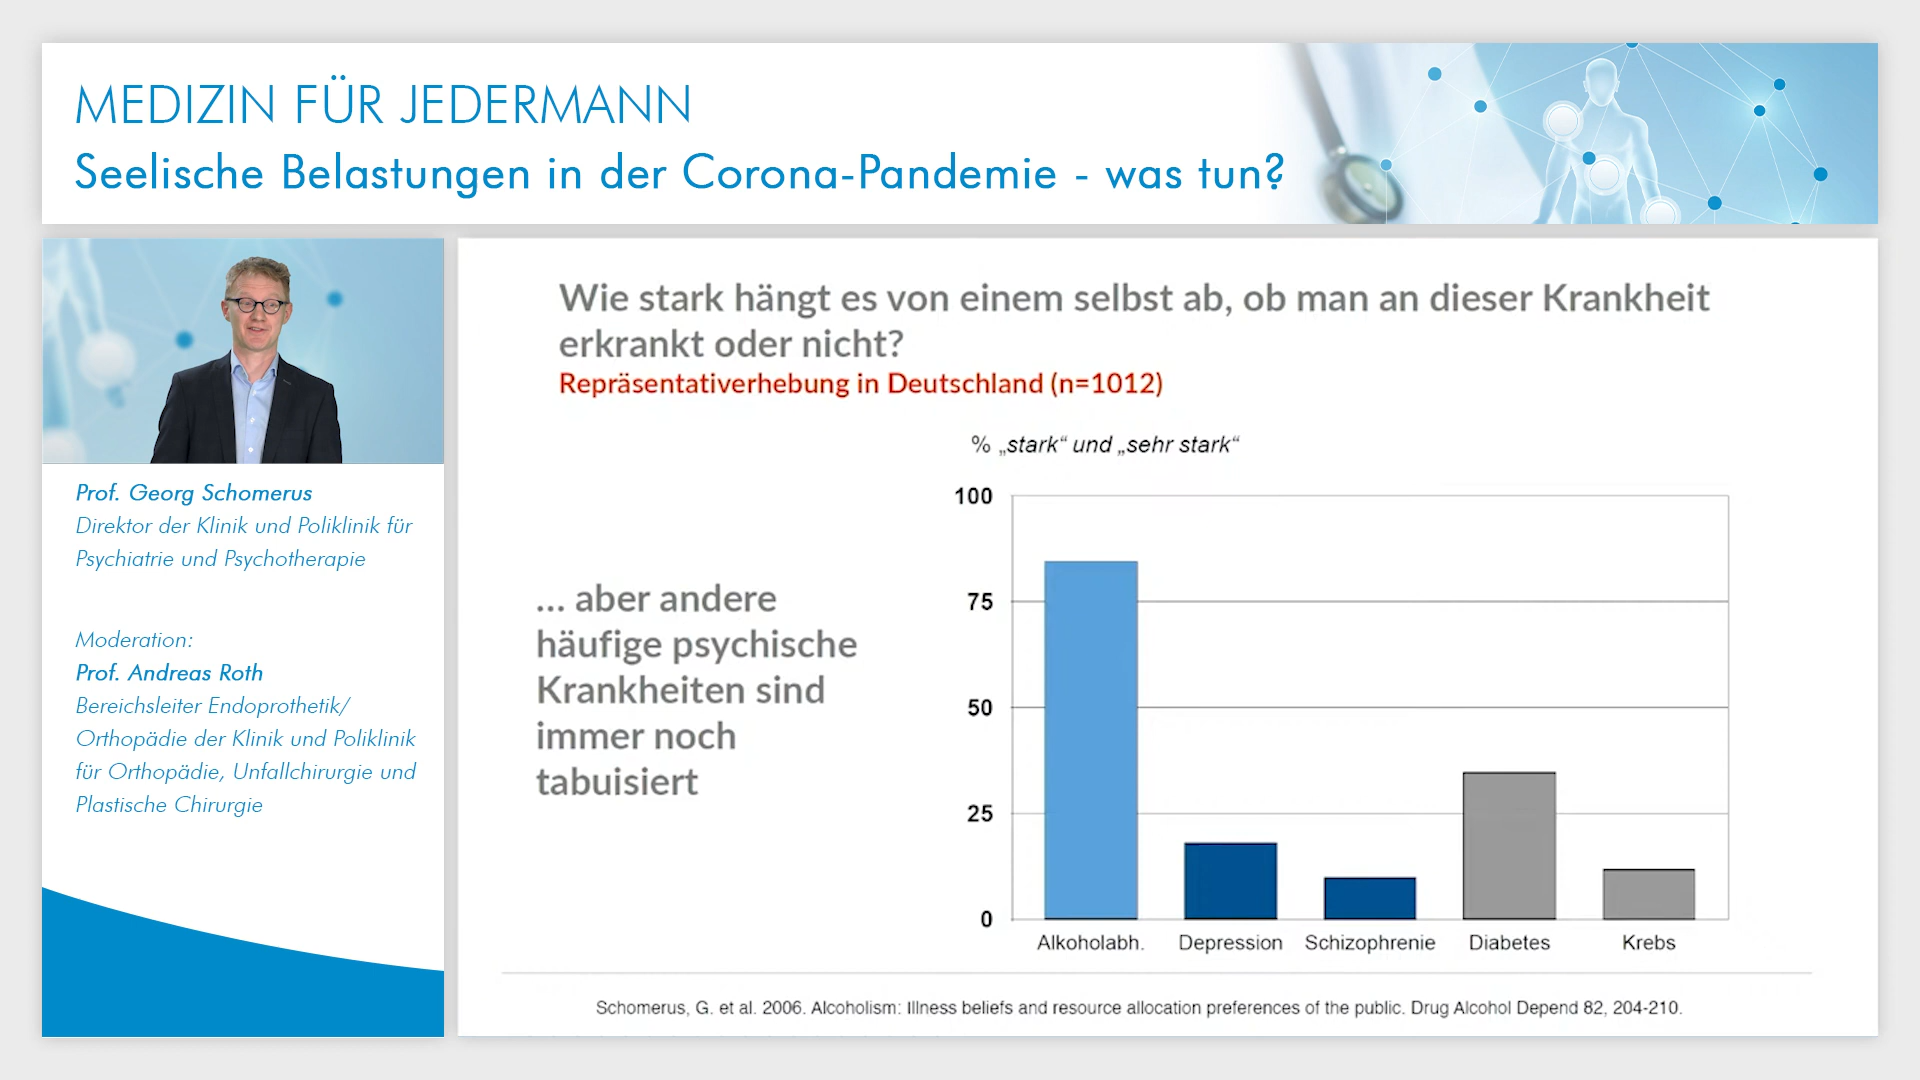 MEDIZIN FÜR JEDERMANN
Seelische Belastungen in der Corona-Pandemie - was tun?
Prof. Georg Schomerus
Direktor der Klinik und Poliklinik für
Psychiatrie und Psychotherapie
Moderation:
Prof. Andreas Roth
Bereichsleiter Endoprothetik/
Orthopädie der Klinik und Poliklinik
für Orthopädie, Unfallchirurgie und
Plastische Chirurgie
Wie stark hängt es von einem selbst ab, ob man an dieser Krankheit
erkrankt oder nicht?
Repräsentativerhebung in Deutschland (n=1012)
... aber andere
häufige psychische
Krankheiten sind
immer noch
tabuisiert
% „stark“ und „sehr stark“
100
75
50
25
0
Alkoholabh. Depression Schizophrenie Diabetes Krebs
Schomerus, G. et al. 2006. Alcoholism: Illness beliefs and resource allocation preferences of the public. Drug Alcohol Depend 82, 204-210.